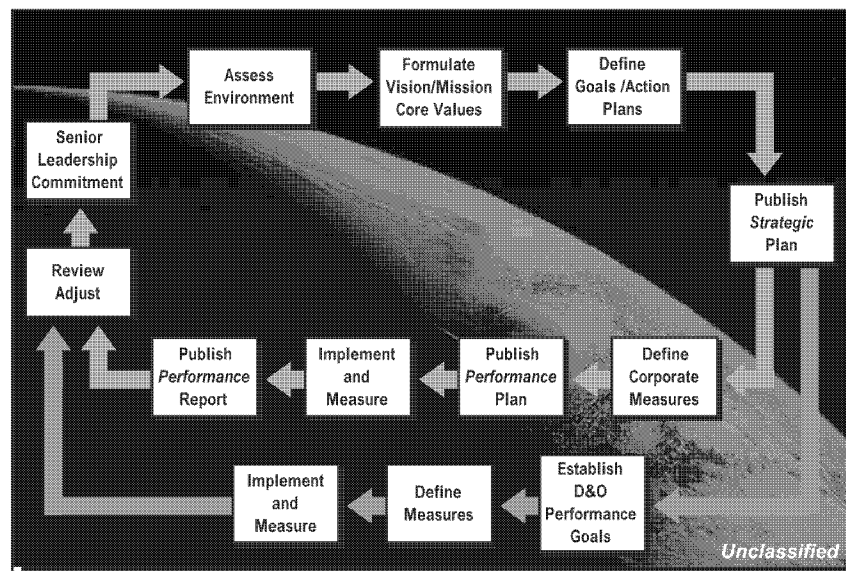 Assess
Environment
Formulate
Vision/Mission
Core Values
Define
Goals /Action
Plans
Senior
Leadership
Commitment
Publish
Strategic
Plan
Review
Adjust
Publish
Performance
Report
Implement
and
Measure
Publish
Performance
Plan
Define
Corporate
Measures
Implement
and
Measure
Define
Measures
Establish
D&O
Performance
Goals
Unclassified